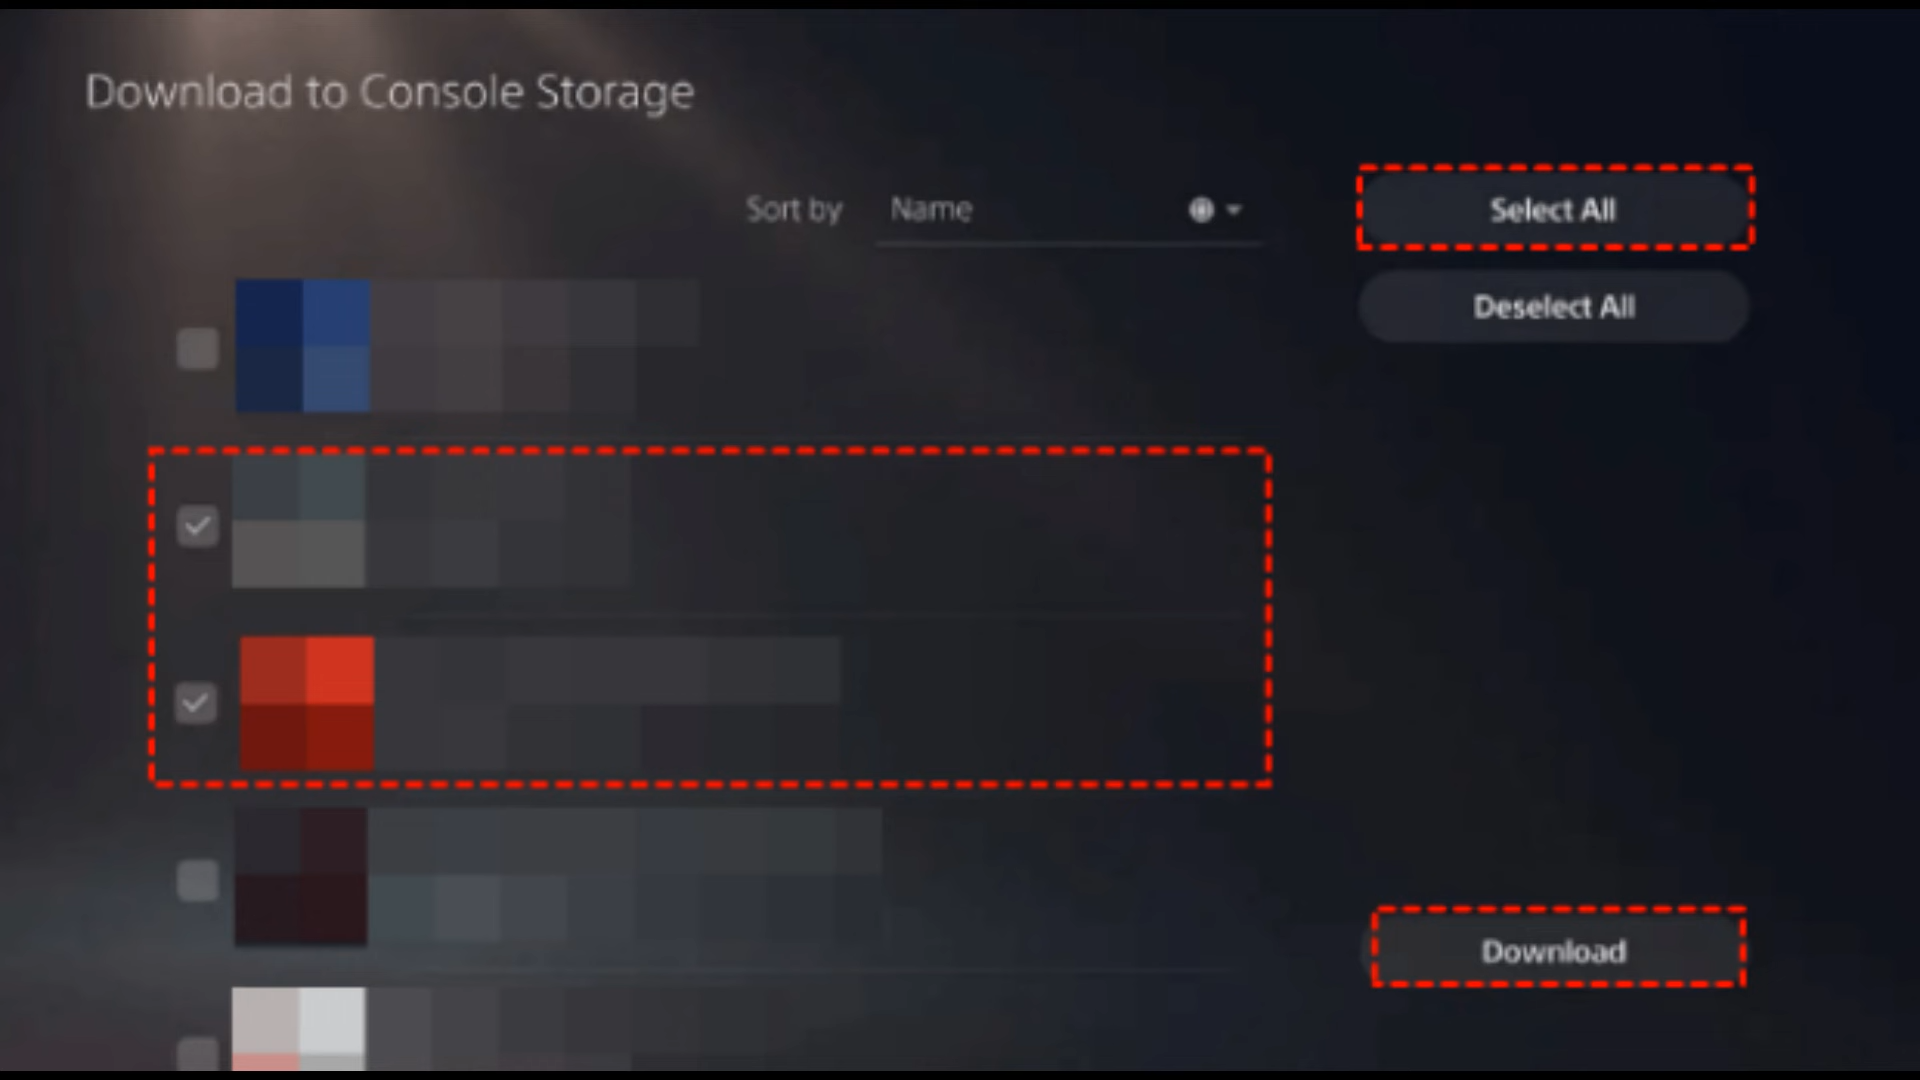 Download to Console Storage
Sort by Name
Select All
Deselect All
Download